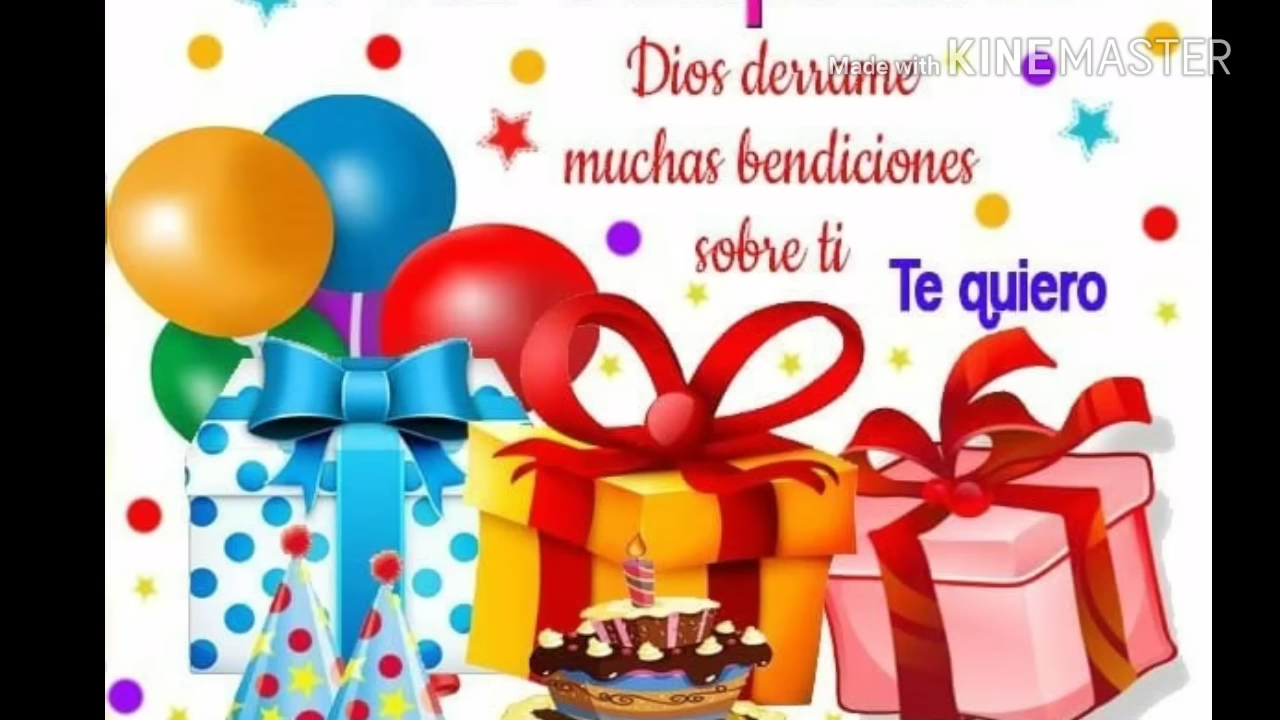 Dios derrame
muchas bendiciones
sobre ti
Te quiero
Made with KINEMASTER